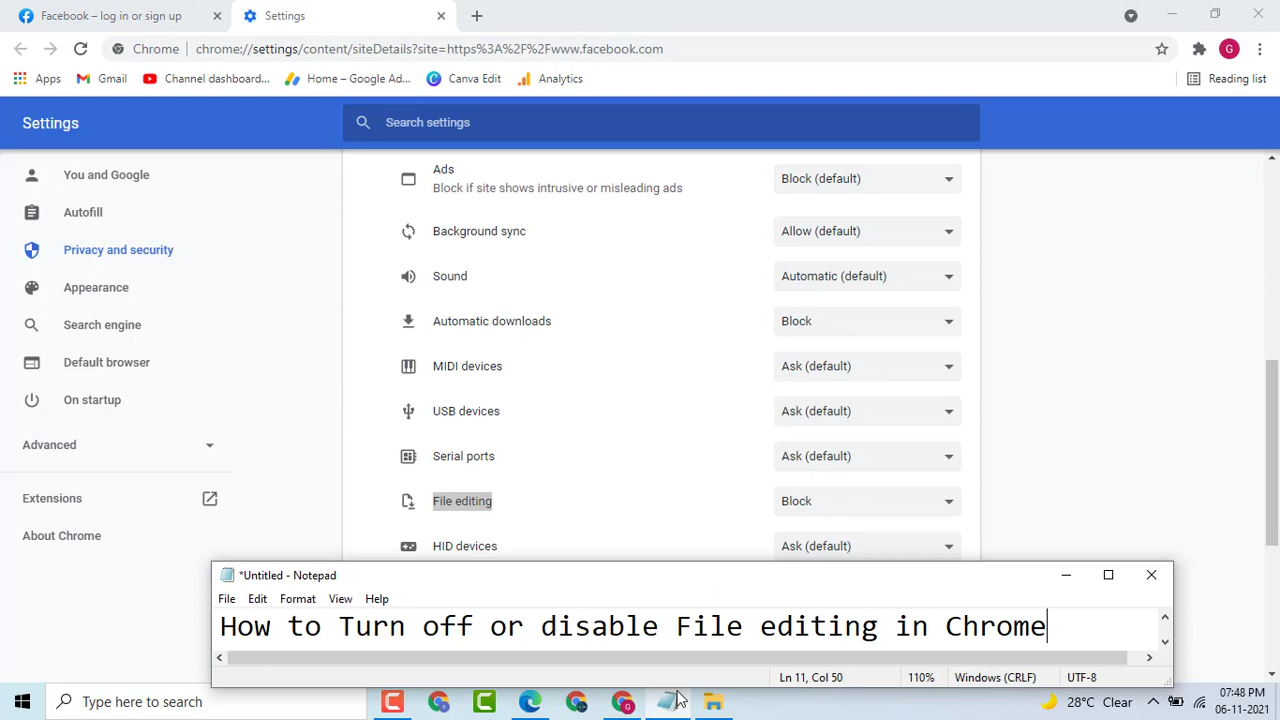 Facebook – log in or sign up
Settings
Chrome
chrome://settings/content/siteDetails?site=https%3A%2F%2Fwww.facebook.com
G
Apps
Gmail
Channel dashboard...
Home – Google Ad...
Canva Edit
Analytics
Reading list
Settings
Search settings
You and Google
Autofill
Privacy and security
Appearance
Search engine
Default browser
On startup
Advanced
Extensions
About Chrome
Ads
Block if site shows intrusive or misleading ads
Block (default)
Background sync
Allow (default)
Sound
Automatic (default)
Automatic downloads
Block
MIDI devices
Ask (default)
USB devices
Ask (default)
Serial ports
Ask (default)
File editing
Block
HID devices
Ask (default)
*Untitled - Notepad
File Edit Format View Help
How to Turn off or disable File editing in Chrome
Ln 11, Col 50
110%
Windows (CRLF)
UTF-8
Type here to search
28°C Clear
07:48 PM
06-11-2021